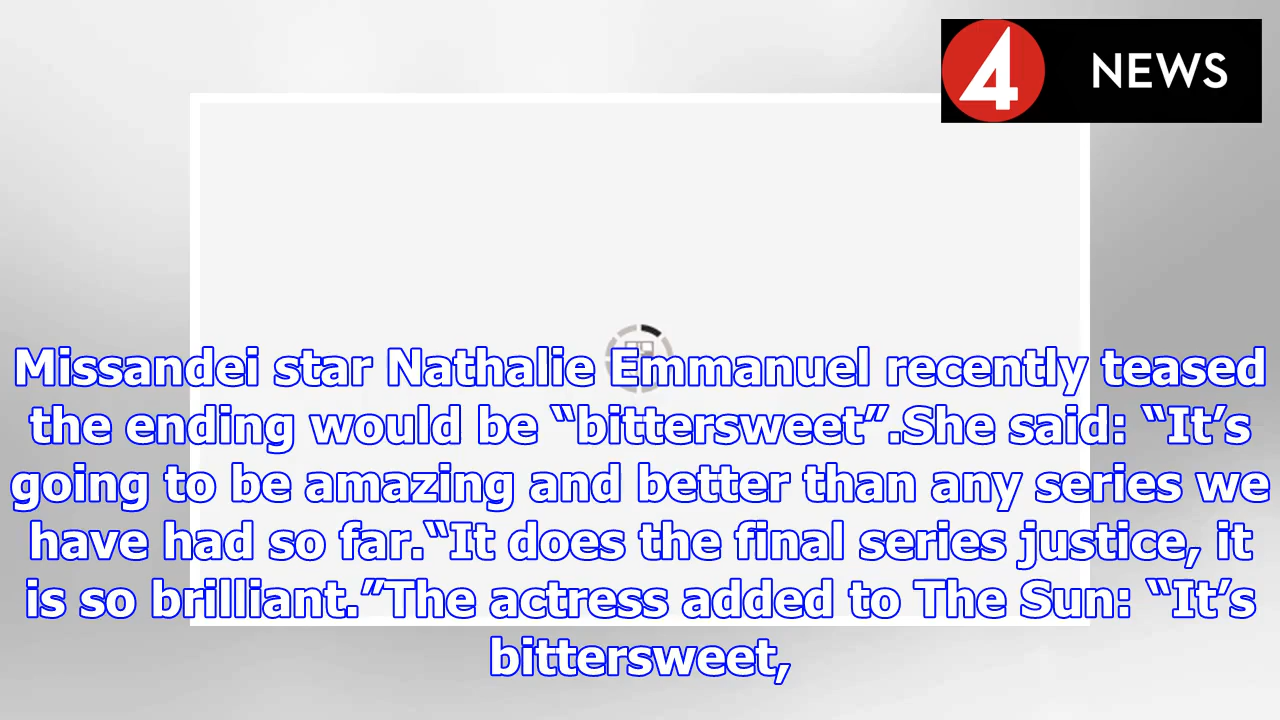 4 NEWS
Missandei star Nathalie Emmanuel recently teased
the ending would be “bittersweet”.She said: “It’s
going to be amazing and better than any series we
have had so far.“It does the final series justice, it
is so brilliant.”The actress added to The Sun: “It’s
bittersweet,